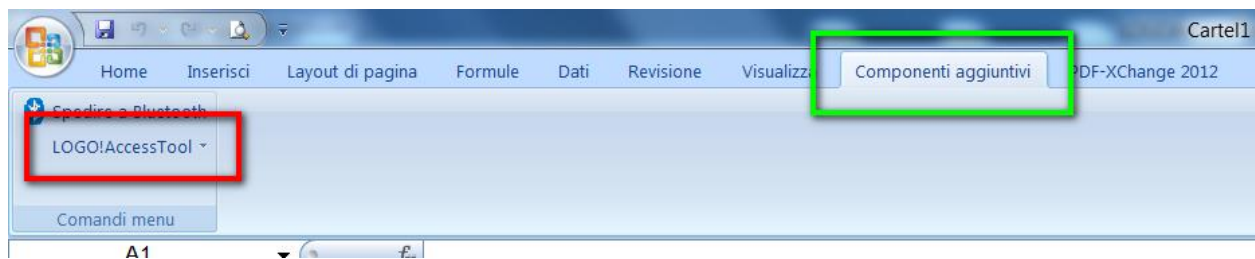 Cartel1
Home Inserisci Layout di pagina Formule Dati Revisione Visualizza Componenti aggiuntivi PDF-XChange 2012
Spedire a Bluetooth
LOGO!AccessTool
Comandi menu
A1 fx